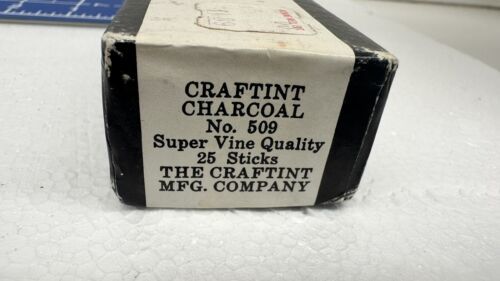 CRAFTINT
CHARCOAL
No. 509
Super Vine Quality
25 Sticks
THE CRAFTINT
MFG. COMPANY